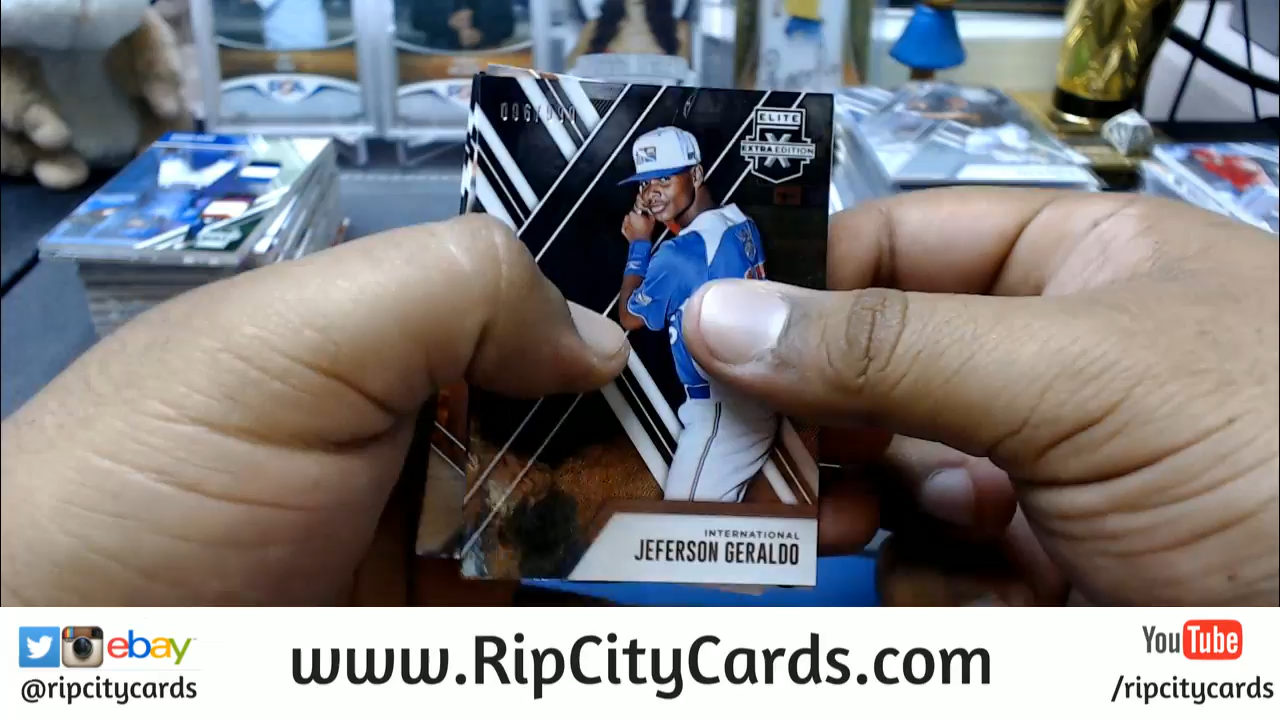 ELITE
X
EXTRA EDITION
INTERNATIONAL
JEFERSON GERALDO
ebay
@ripcitycards
www.RipCityCards.com
YouTube
/ripcitycards